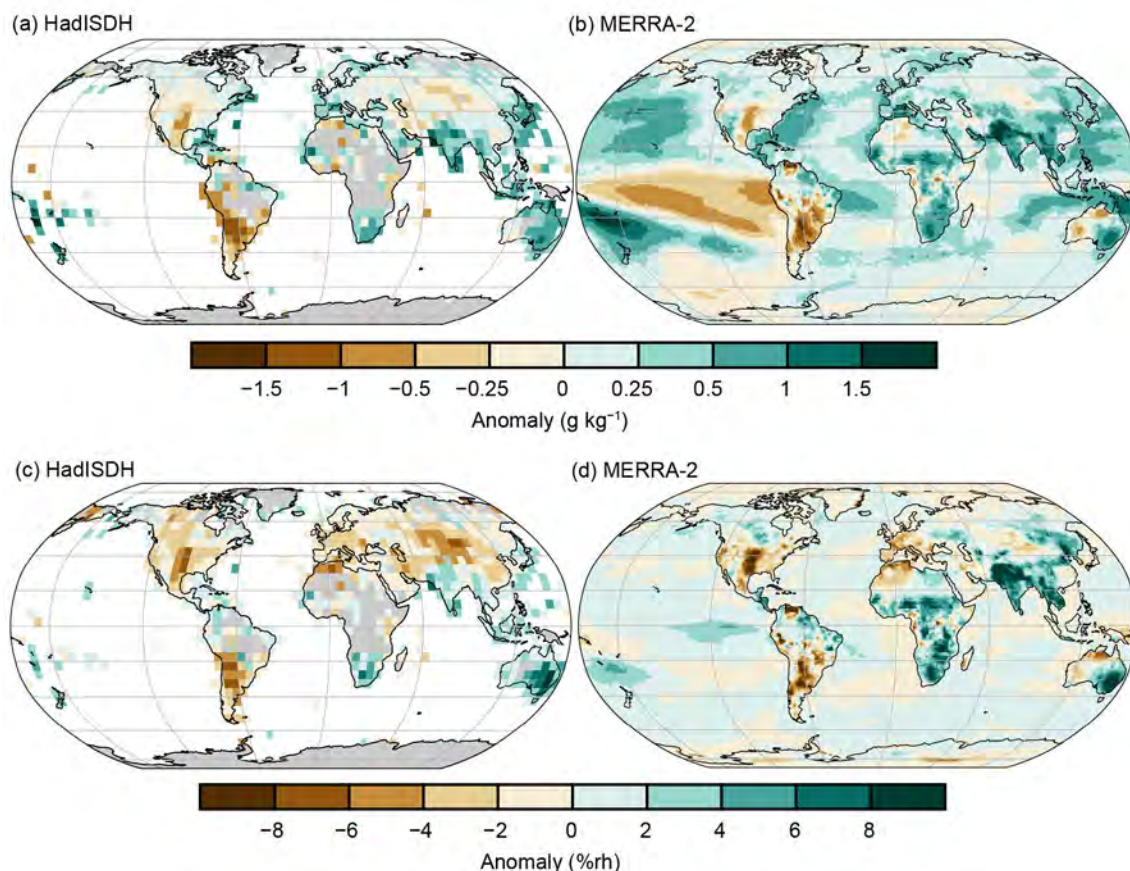 (a) HadISDH
(b) MERRA-2
−1.5 −1 −0.5 −0.25 0 0.25 0.5 1 1.5
Anomaly (g kg⁻¹)
(c) HadISDH
(d) MERRA-2
−8 −6 −4 −2 0 2 4 6 8
Anomaly (%rh)